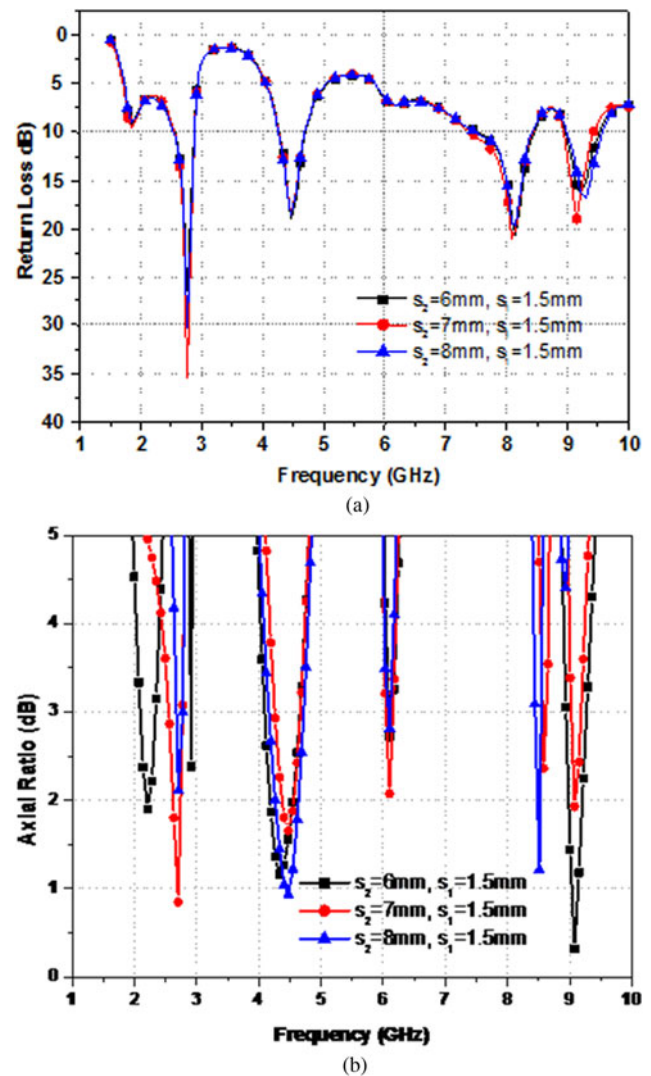 0
5
10
15
20
25
30
35
40
Return Loss dB)
s₂=6mm, s₁=1.5mm
s₂=7mm, s₁=1.5mm
s₂=8mm, s₁=1.5mm
1 2 3 4 5 6 7 8 9 10
Frequency (GHz)
(a)
5
4
3
2
1
0
Axial Ratio (dB)
s₂=6mm, s₁=1.5mm
s₂=7mm, s₁=1.5mm
s₂=8mm, s₁=1.5mm
1 2 3 4 5 6 7 8 9 10
Frequency (GHz)
(b)